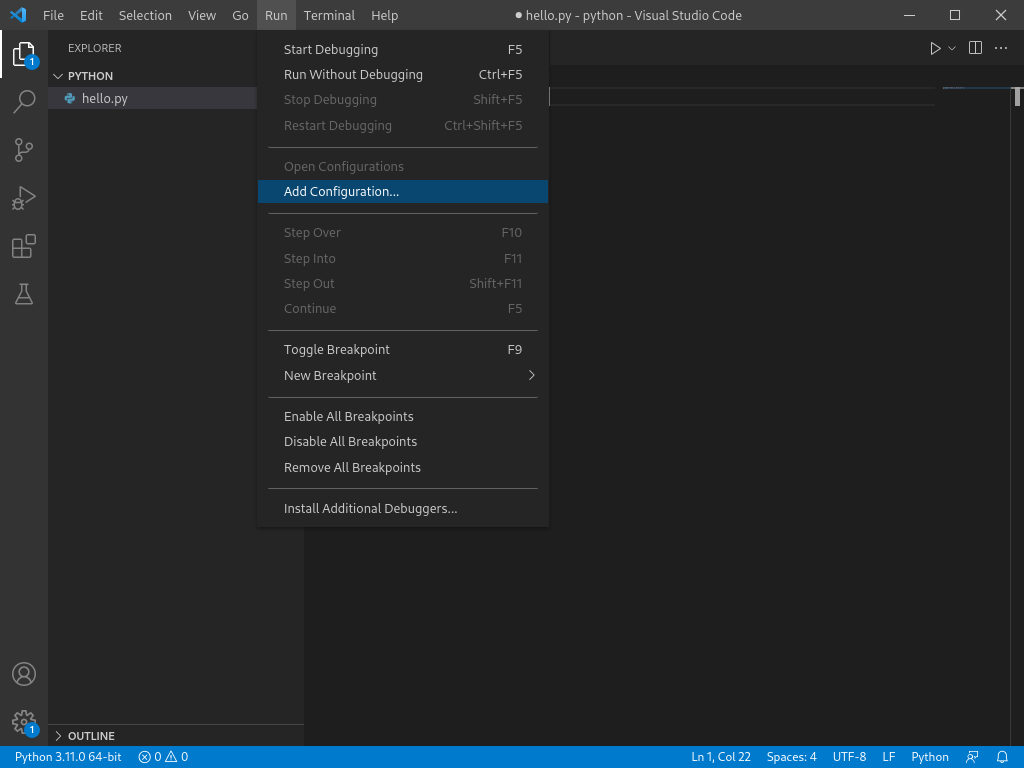 File Edit Selection View Go Run Terminal Help ● hello.py - python - Visual Studio Code
EXPLORER
PYTHON
hello.py
Start Debugging F5
Run Without Debugging Ctrl+F5
Stop Debugging Shift+F5
Restart Debugging Ctrl+Shift+F5
Open Configurations
Add Configuration...
Step Over F10
Step Into F11
Step Out Shift+F11
Continue F5
Toggle Breakpoint F9
New Breakpoint
Enable All Breakpoints
Disable All Breakpoints
Remove All Breakpoints
Install Additional Debuggers...
1
1
OUTLINE
Python 3.11.0 64-bit 0 0 Ln 1, Col 22 Spaces: 4 UTF-8 LF Python